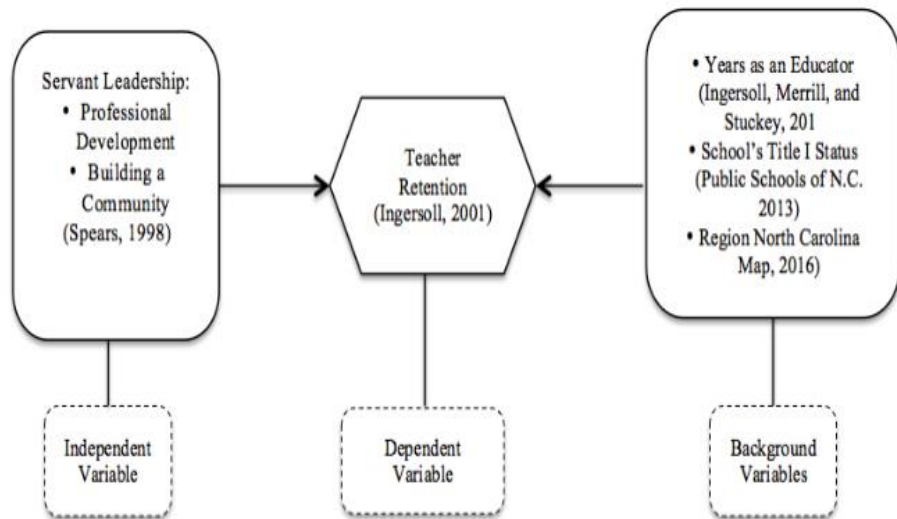 Servant Leadership:
• Professional
Development
• Building a
Community
(Spears, 1998)
Teacher
Retention
(Ingersoll, 2001)
• Years as an Educator
(Ingersoll, Merrill, and
Stuckey, 201
• School's Title I Status
(Public Schools of N.C.
2013)
• Region North Carolina
Map, 2016)
Independent
Variable
Dependent
Variable
Background
Variables